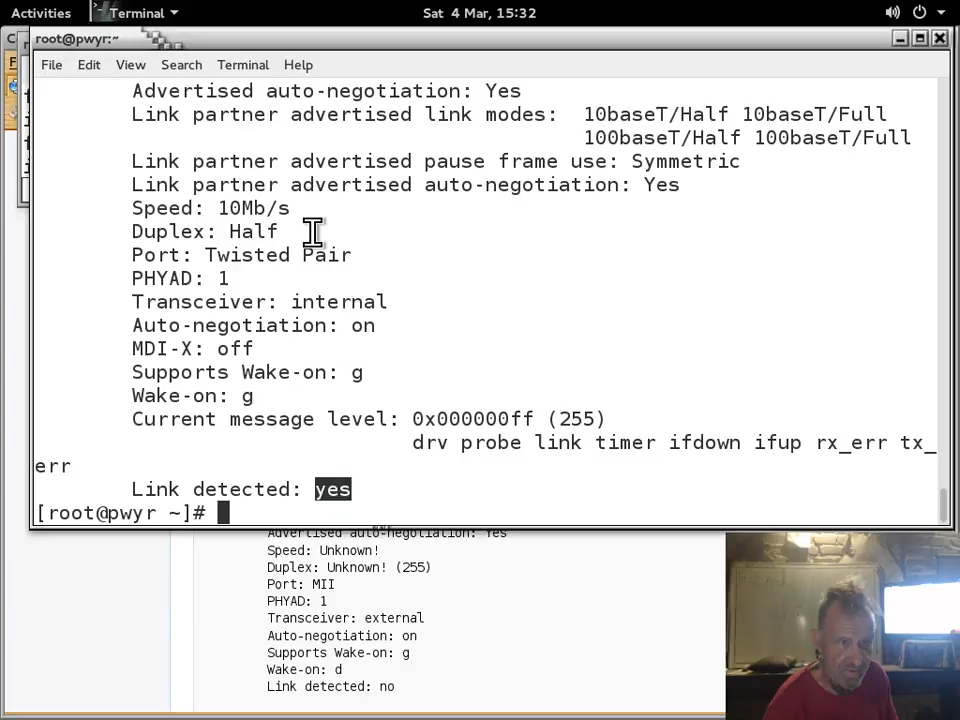 Activities Terminal Sat 4 Mar, 15:32
root@pwyr:~
File Edit View Search Terminal Help
Advertised auto-negotiation: Yes
Link partner advertised link modes: 10baseT/Half 10baseT/Full
100baseT/Half 100baseT/Full
Link partner advertised pause frame use: Symmetric
Link partner advertised auto-negotiation: Yes
Speed: 10Mb/s
Duplex: Half
Port: Twisted Pair
PHYAD: 1
Transceiver: internal
Auto-negotiation: on
MDI-X: off
Supports Wake-on: g
Wake-on: g
Current message level: 0x000000ff (255)
drv probe link timer ifdown ifup rx_err tx_
err
Link detected: yes
[root@pwyr ~]#
Advertised auto-negotiation: Yes
Speed: Unknown!
Duplex: Unknown! (255)
Port: MII
PHYAD: 1
Transceiver: external
Auto-negotiation: on
Supports Wake-on: g
Wake-on: d
Link detected: no